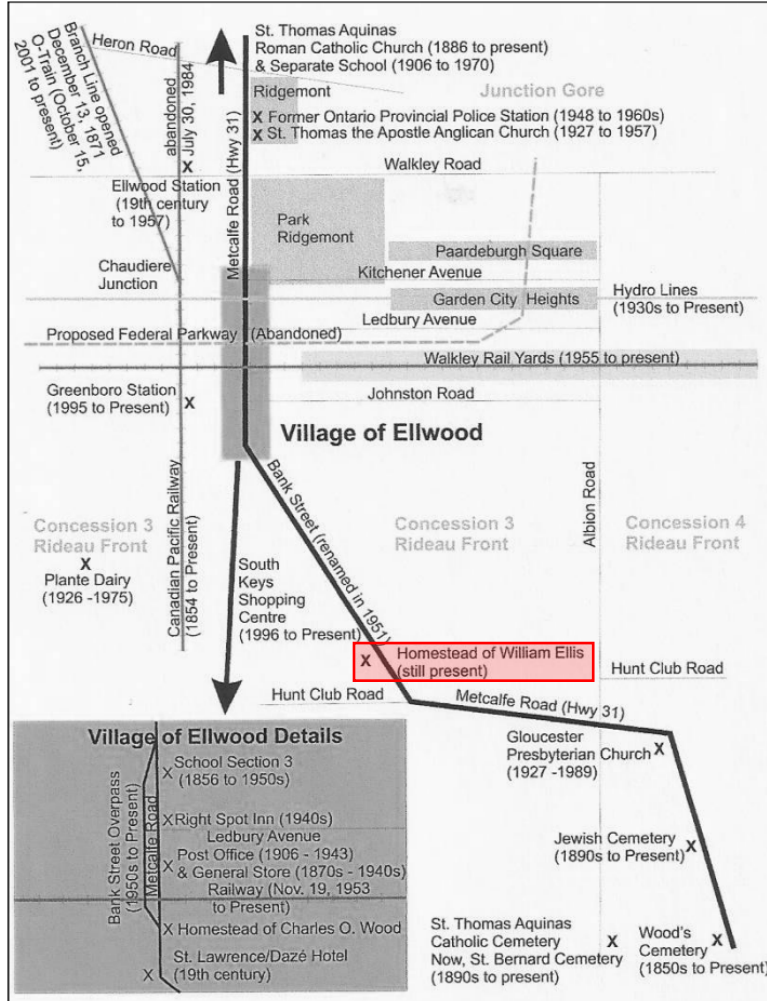 Branch Line opened
December 13, 1871
O-Train (October 15,
2001 to present)
Heron Road
abandoned
July 30, 1984
X
St. Thomas Aquinas
Roman Catholic Church (1886 to present)
& Separate School (1906 to 1970)
Ridgemont
Junction Gore
X Former Ontario Provincial Police Station (1948 to 1960s)
X St. Thomas the Apostle Anglican Church (1927 to 1957)
Metcalfe Road (Hwy 31)
Walkley Road
Ellwood Station
(19th century
to 1957)
Park
Ridgemont
Paardeburgh Square
Chaudiere
Junction
Kitchener Avenue
Garden City Heights
Hydro Lines
(1930s to Present)
Ledbury Avenue
Proposed Federal Parkway (Abandoned)
Walkley Rail Yards (1955 to present)
Greenboro Station
(1995 to Present) X
Johnston Road
Village of Ellwood
Canadian Pacific Railway
(1854 to Present)
Bank Street (renamed in 1951)
Albion Road
Concession 3
Rideau Front
Concession 3
Rideau Front
Concession 4
Rideau Front
X
Plante Dairy
(1926 -1975)
South
Keys
Shopping
Centre
(1996 to Present)
X Homestead of William Ellis
(still present)
Hunt Club Road
Hunt Club Road
Metcalfe Road (Hwy 31)
Gloucester
Presbyterian Church X
(1927 -1989)
Jewish Cemetery X
(1890s to Present)
St. Thomas Aquinas
Catholic Cemetery X
Now, St. Bernard Cemetery
(1890s to present)
Wood's X
Cemetery
(1850s to Present)
Village of Ellwood Details
Bank Street Overpass
(1950s to Present)
Metcalfe Road
X School Section 3
(1856 to 1950s)
X Right Spot Inn (1940s)
Ledbury Avenue
X Post Office (1906 - 1943)
& General Store (1870s - 1940s)
Railway (Nov. 19, 1953
to Present)
X Homestead of Charles O. Wood
St. Lawrence/Dazé Hotel
X (19th century)